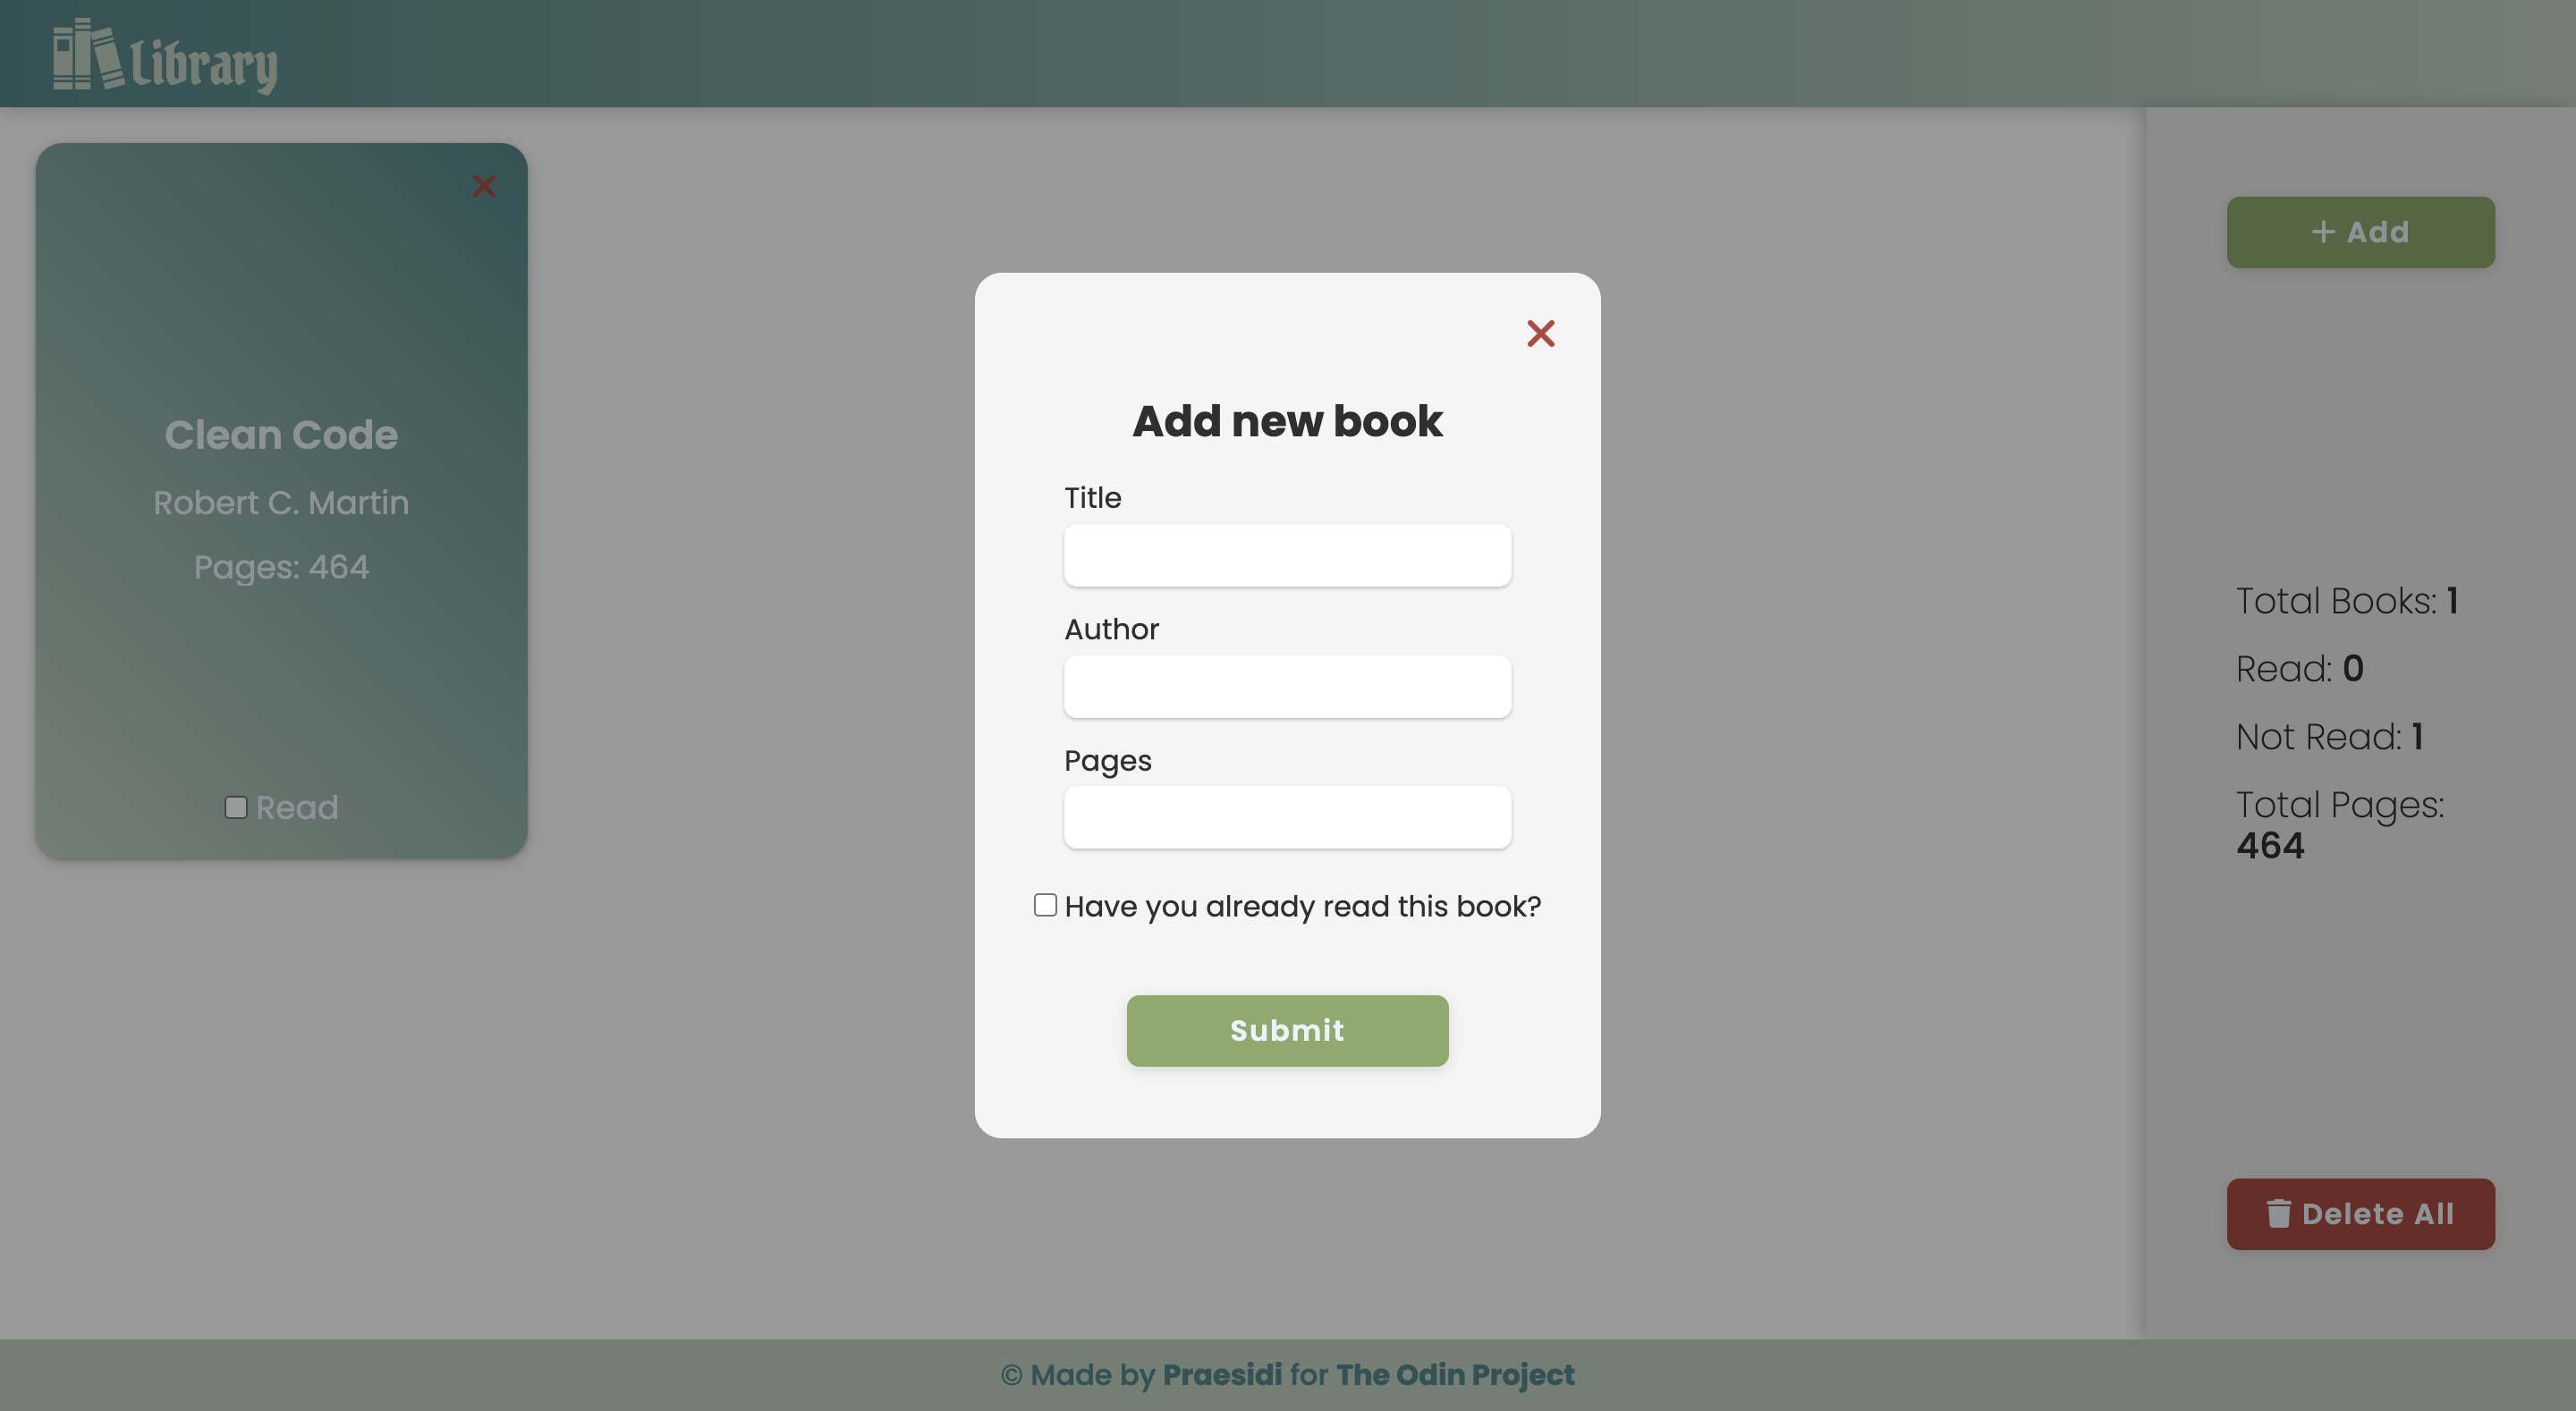 Library
Clean Code
Robert C. Martin
Pages: 464
Read
Add new book
Title
Author
Pages
Have you already read this book?
Submit
+ Add
Total Books: 1
Read: 0
Not Read: 1
Total Pages:
464
Delete All
© Made by Praesidi for The Odin Project